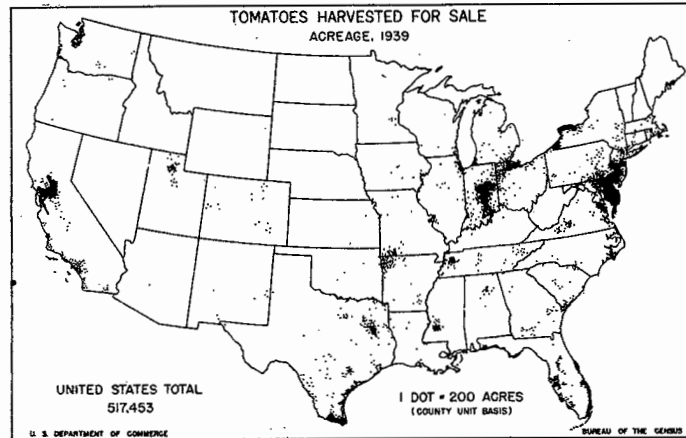 TOMATOES HARVESTED FOR SALE
ACREAGE, 1939
UNITED STATES TOTAL
517,453
1 DOT = 200 ACRES
(COUNTY UNIT BASIS)
U. S. DEPARTMENT OF COMMERCE
BUREAU OF THE CENSUS